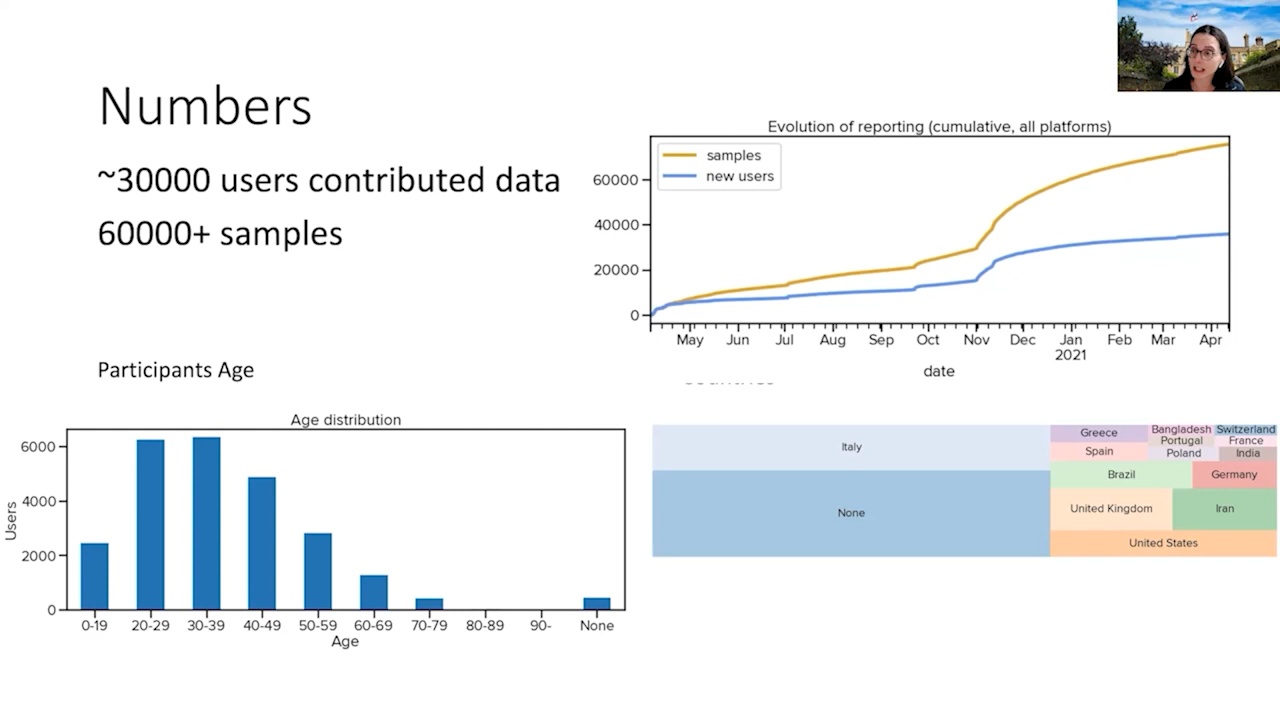 Numbers
~30000 users contributed data
60000+ samples
Evolution of reporting (cumulative, all platforms)
samples
new users
60000
40000
20000
0
May Jun Jul Aug Sep Oct Nov Dec Jan Feb Mar Apr
2021
date
Participants Age
Age distribution
Users
6000
4000
2000
0
0-19 20-29 30-39 40-49 50-59 60-69 70-79 80-89 90- None
Age
Italy
None
Greece
Bangladesh
Switzerland
Portugal
France
Spain
Poland
India
Brazil
Germany
United Kingdom
Iran
United States